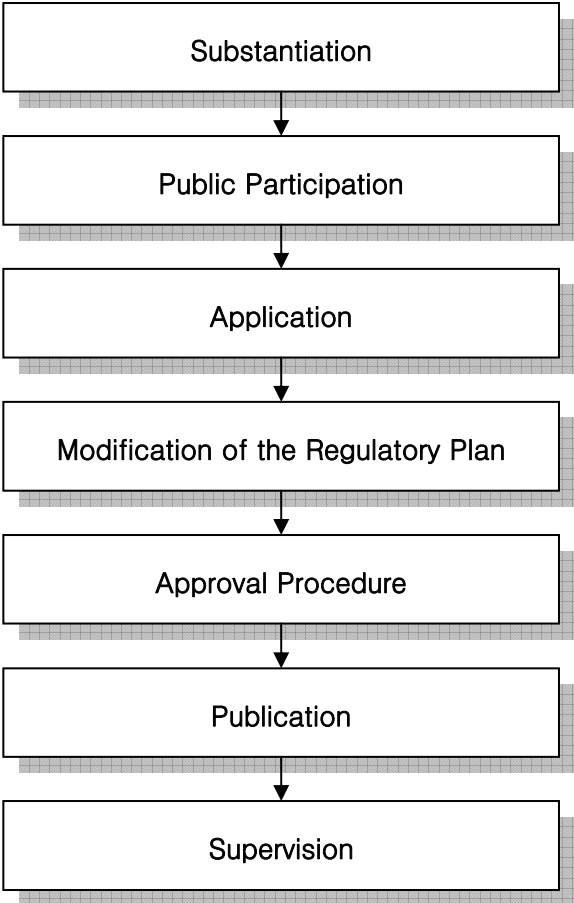 Substantiation
Public Participation
Application
Modification of the Regulatory Plan
Approval Procedure
Publication
Supervision